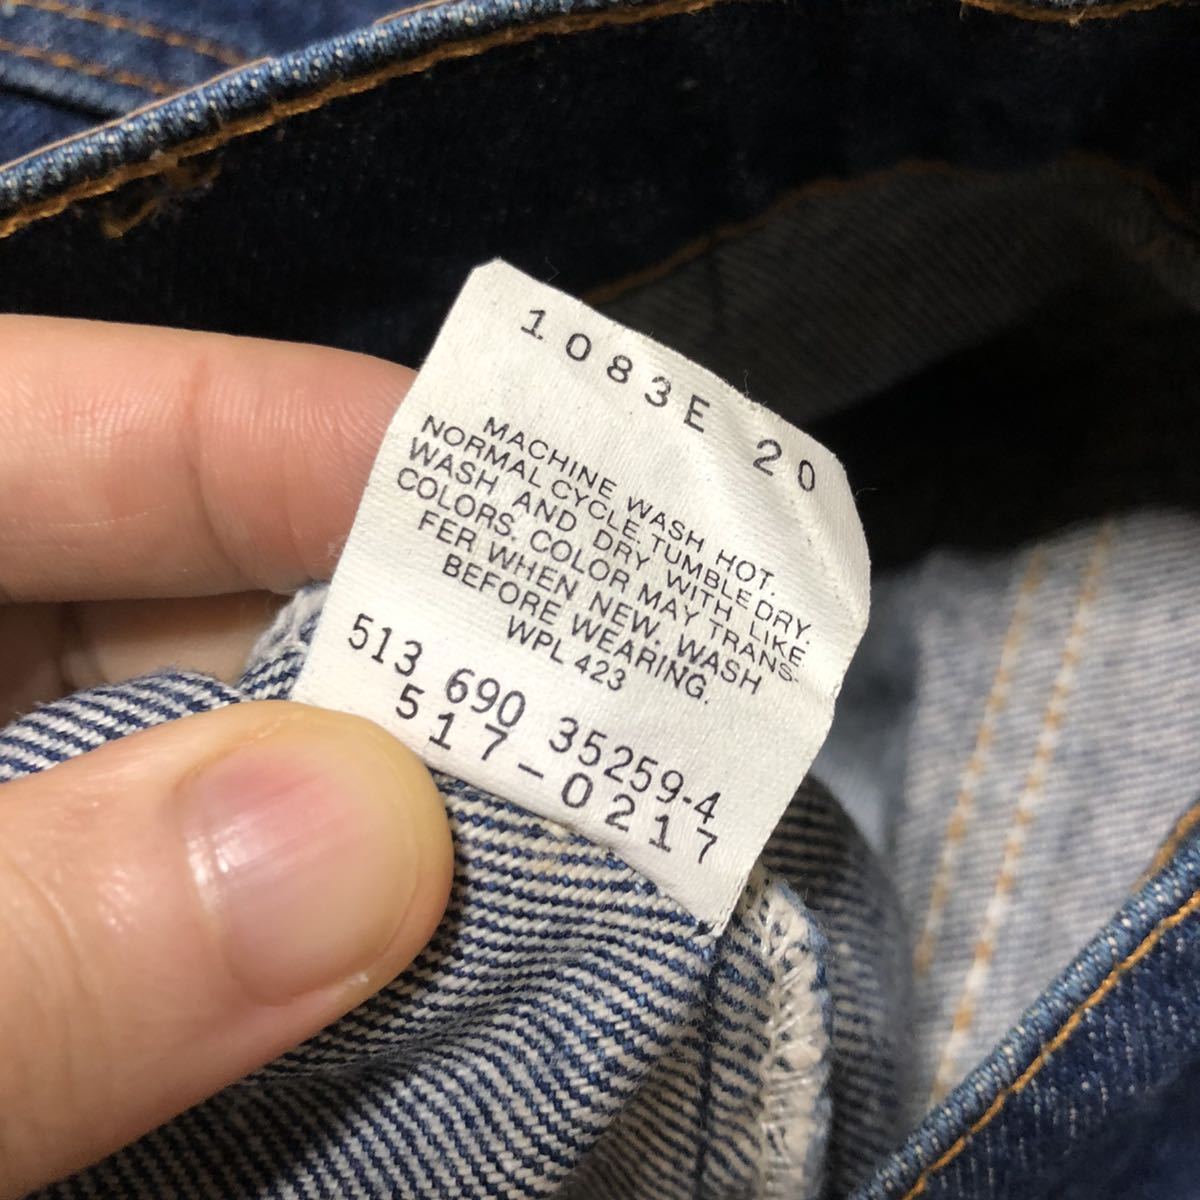 1083E 20
MACHINE WASH HOT.
NORMAL CYCLE. TUMBLE DRY.
WASH AND DRY WITH LIKE
COLORS. COLOR MAY TRANS-
FER WHEN NEW. WASH
BEFORE WEARING.
WPL 423
513 690 35259-4
517-0217